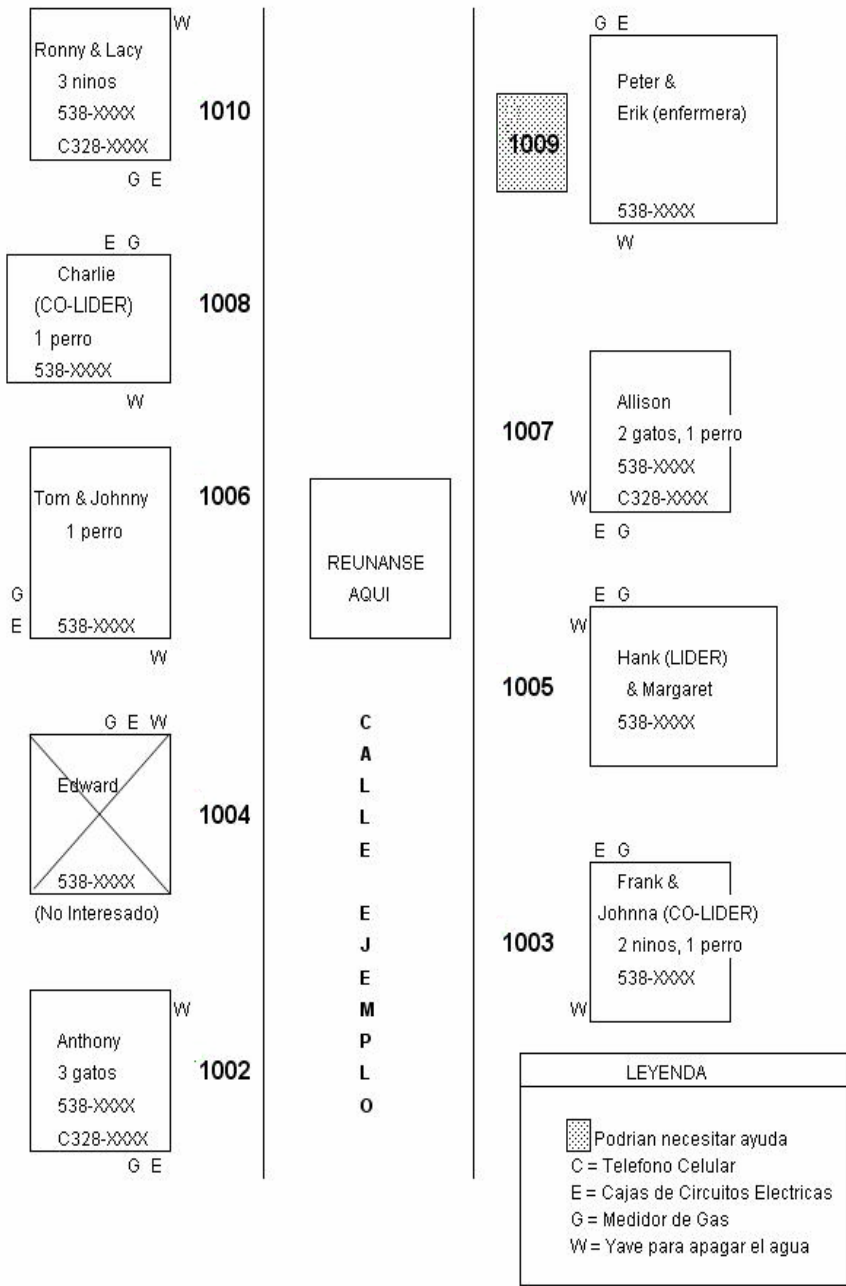 W
Ronny & Lacy
3 ninos
538-XXXX
C328-XXXX
1010
G E
E G
Charlie
(CO-LIDER)
1 perro
538-XXXX
1008
W
Tom & Johnny
1 perro
1006
G
E
538-XXXX
W
G E W
Edward
1004
538-XXXX
(No Interesado)
W
Anthony
3 gatos
538-XXXX
C328-XXXX
1002
G E
REUNANSE
AQUI
C
A
L
L
E
E
J
E
M
P
L
O
G E
Peter &
Erik (enfermera)
1009
538-XXXX
W
1007
Allison
2 gatos, 1 perro
538-XXXX
W C328-XXXX
E G
E G
W
Hank (LIDER)
& Margaret
538-XXXX
1005
E G
Frank &
Johnna (CO-LIDER)
2 ninos, 1 perro
538-XXXX
1003
W
LEYENDA
Podrian necesitar ayuda
C = Telefono Celular
E = Cajas de Circuitos Electricas
G = Medidor de Gas
W = Yave para apagar el agua